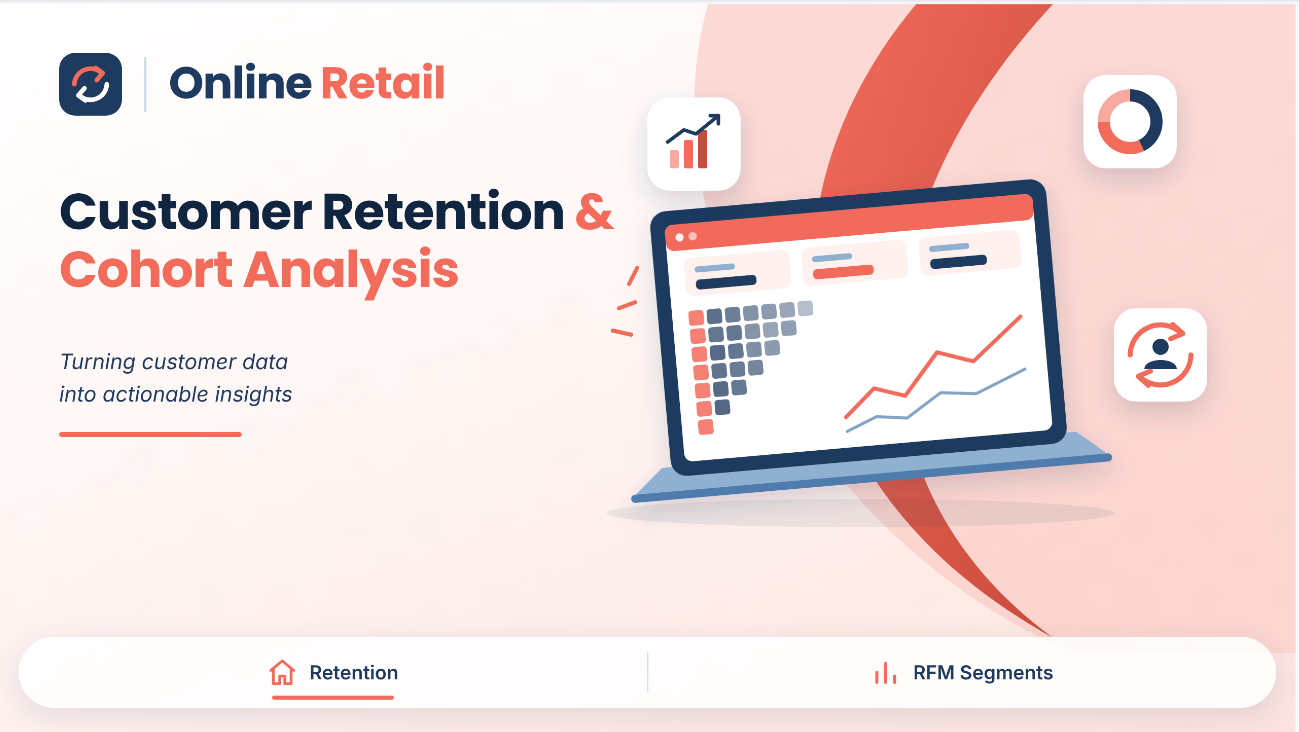 Online Retail
Customer Retention &
Cohort Analysis
Turning customer data
into actionable insights
Retention
RFM Segments